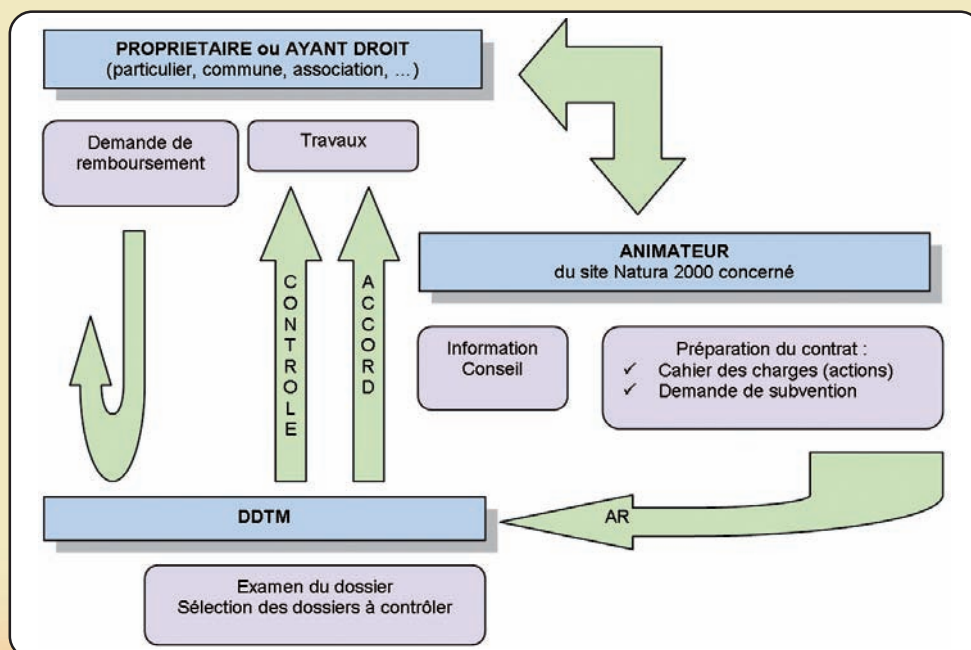 PROPRIETAIRE ou AYANT DROIT
(particulier, commune, association, …)
Demande de
remboursement
Travaux
ANIMATEUR
du site Natura 2000 concerné
CONTROLE
ACCORD
Information
Conseil
Préparation du contrat :
✓ Cahier des charges (actions)
✓ Demande de subvention
DDTM
AR
Examen du dossier
Sélection des dossiers à contrôler